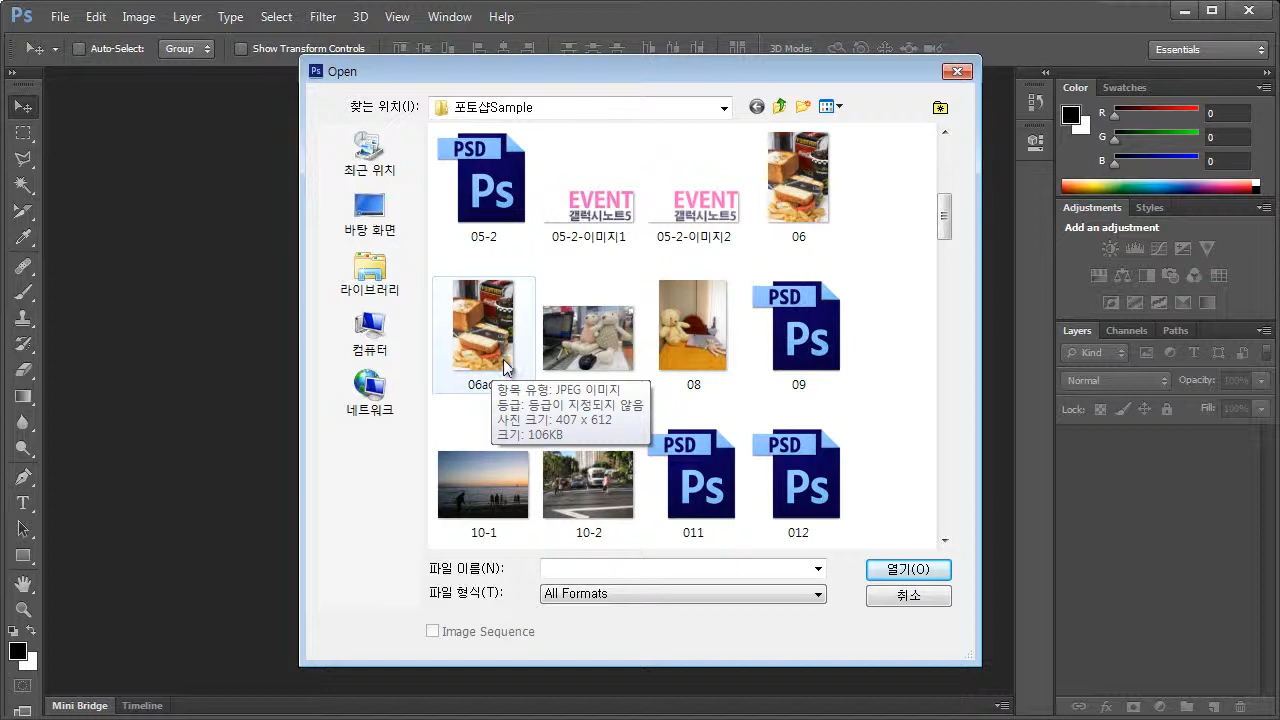 Ps File Edit Image Layer Type Select Filter 3D View Window Help
Auto-Select: Group Show Transform Controls 3D Mode: Essentials
Ps Open
찾는 위치(I): 포토샵Sample
최근 위치
바탕 화면
라이브러리
컴퓨터
네트워크
PSD Ps
EVENT
갤럭시노트5
EVENT
갤럭시노트5
05-2 05-2-이미지1 05-2-이미지2 06
PSD Ps
08 09
항목 유형: JPEG 이미지
등급: 등급이 지정되지 않음
사진 크기: 407 x 612
크기: 106KB
PSD Ps
PSD Ps
10-1 10-2 011 012
파일 이름(N): 열기(O)
파일 형식(T): All Formats 취소
Image Sequence
Color Swatches
R 0
G 0
B 0
Adjustments Styles
Add an adjustment
Layers Channels Paths
Kind
Normal Opacity: 100%
Lock: Fill: 100%
Mini Bridge Timeline